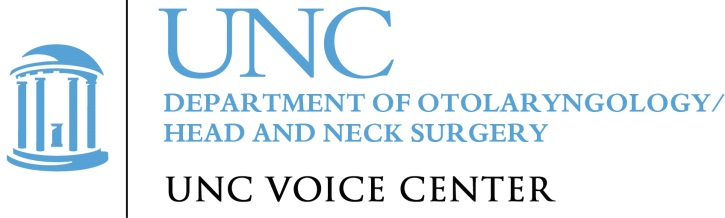 UNC
DEPARTMENT OF OTOLARYNGOLOGY/
HEAD AND NECK SURGERY
UNC VOICE CENTER